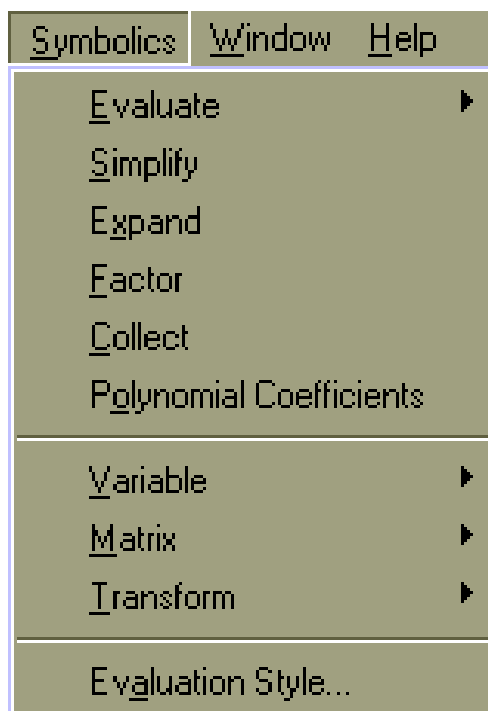 Symbolics Window Help
Evaluate
Simplify
Expand
Factor
Collect
Polynomial Coefficients
Variable
Matrix
Transform
Evaluation Style...